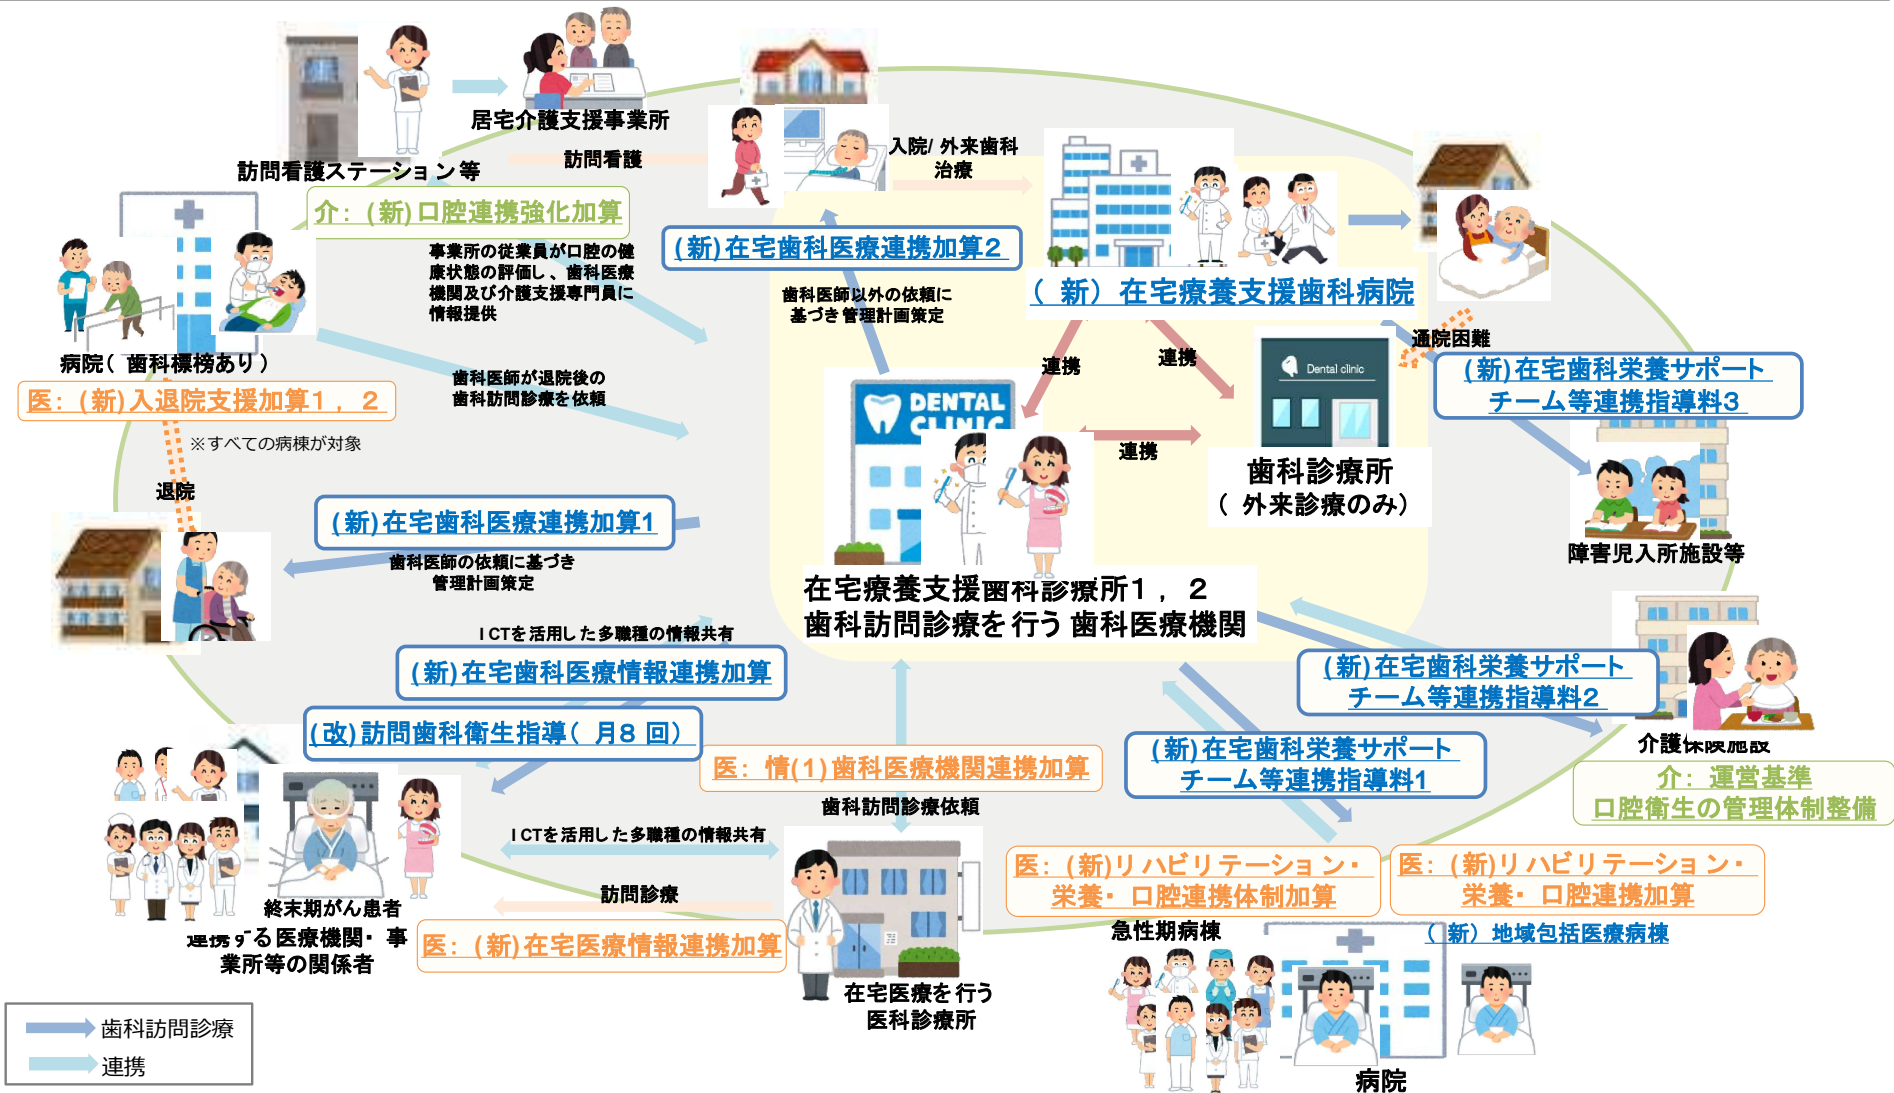 居宅介護支援事業所
訪問看護ステーション等
訪問看護
入院/外来歯科
治療
介:(新)口腔連携強化加算
事業所の従業員が口腔の健
康状態の評価し、歯科医療
機関及び介護支援専門員に
情報提供
(新)在宅歯科医療連携加算2
歯科医師以外の依頼に
基づき管理計画策定
(新)在宅療養支援歯科病院
病院(歯科標榜あり)
医:(新)入退院支援加算1,2
※すべての病棟が対象
歯科医師が退院後の
歯科訪問診療を依頼
連携
連携
連携
Dental clinic
通院困難
(新)在宅歯科栄養サポート
チーム等連携指導料3
DENTAL
CLINIC
歯科診療所
(外来診療のみ)
退院
(新)在宅歯科医療連携加算1
歯科医師の依頼に基づき
管理計画策定
障害児入所施設等
在宅療養支援歯科診療所1,2
歯科訪問診療を行う歯科医療機関
ICTを活用した多職種の情報共有
(新)在宅歯科医療情報連携加算
(新)在宅歯科栄養サポート
チーム等連携指導料2
(改)訪問歯科衛生指導(月8回)
医:情(1)歯科医療機関連携加算
歯科訪問診療依頼
(新)在宅歯科栄養サポート
チーム等連携指導料1
介護保険施設
介:運営基準
口腔衛生の管理体制整備
ICTを活用した多職種の情報共有
訪問診療
医:(新)在宅医療情報連携加算
終末期がん患者
連携する医療機関・事
業所等の関係者
在宅医療を行う
医科診療所
医:(新)リハビリテーション・
栄養・口腔連携体制加算
医:(新)リハビリテーション・
栄養・口腔連携加算
急性期病棟
(新)地域包括医療病棟
病院
歯科訪問診療
連携